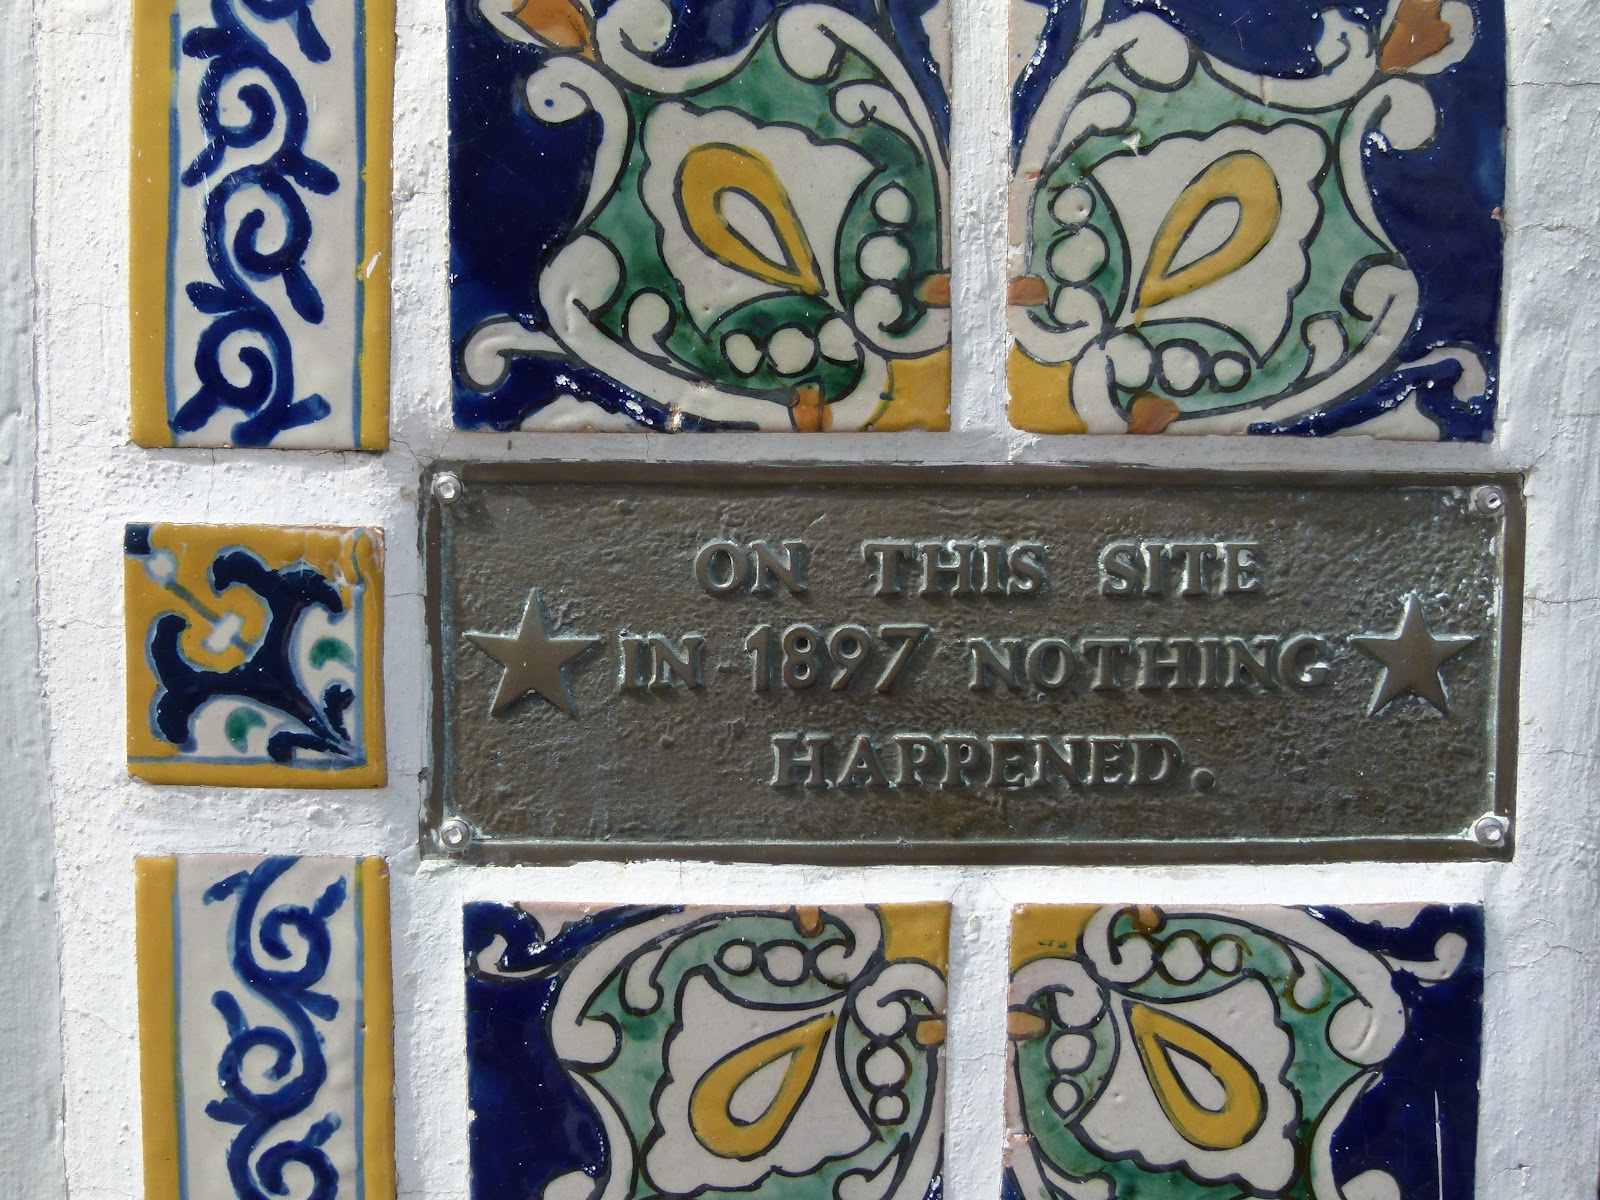 ON THIS SITE
IN 1897 NOTHING
HAPPENED.